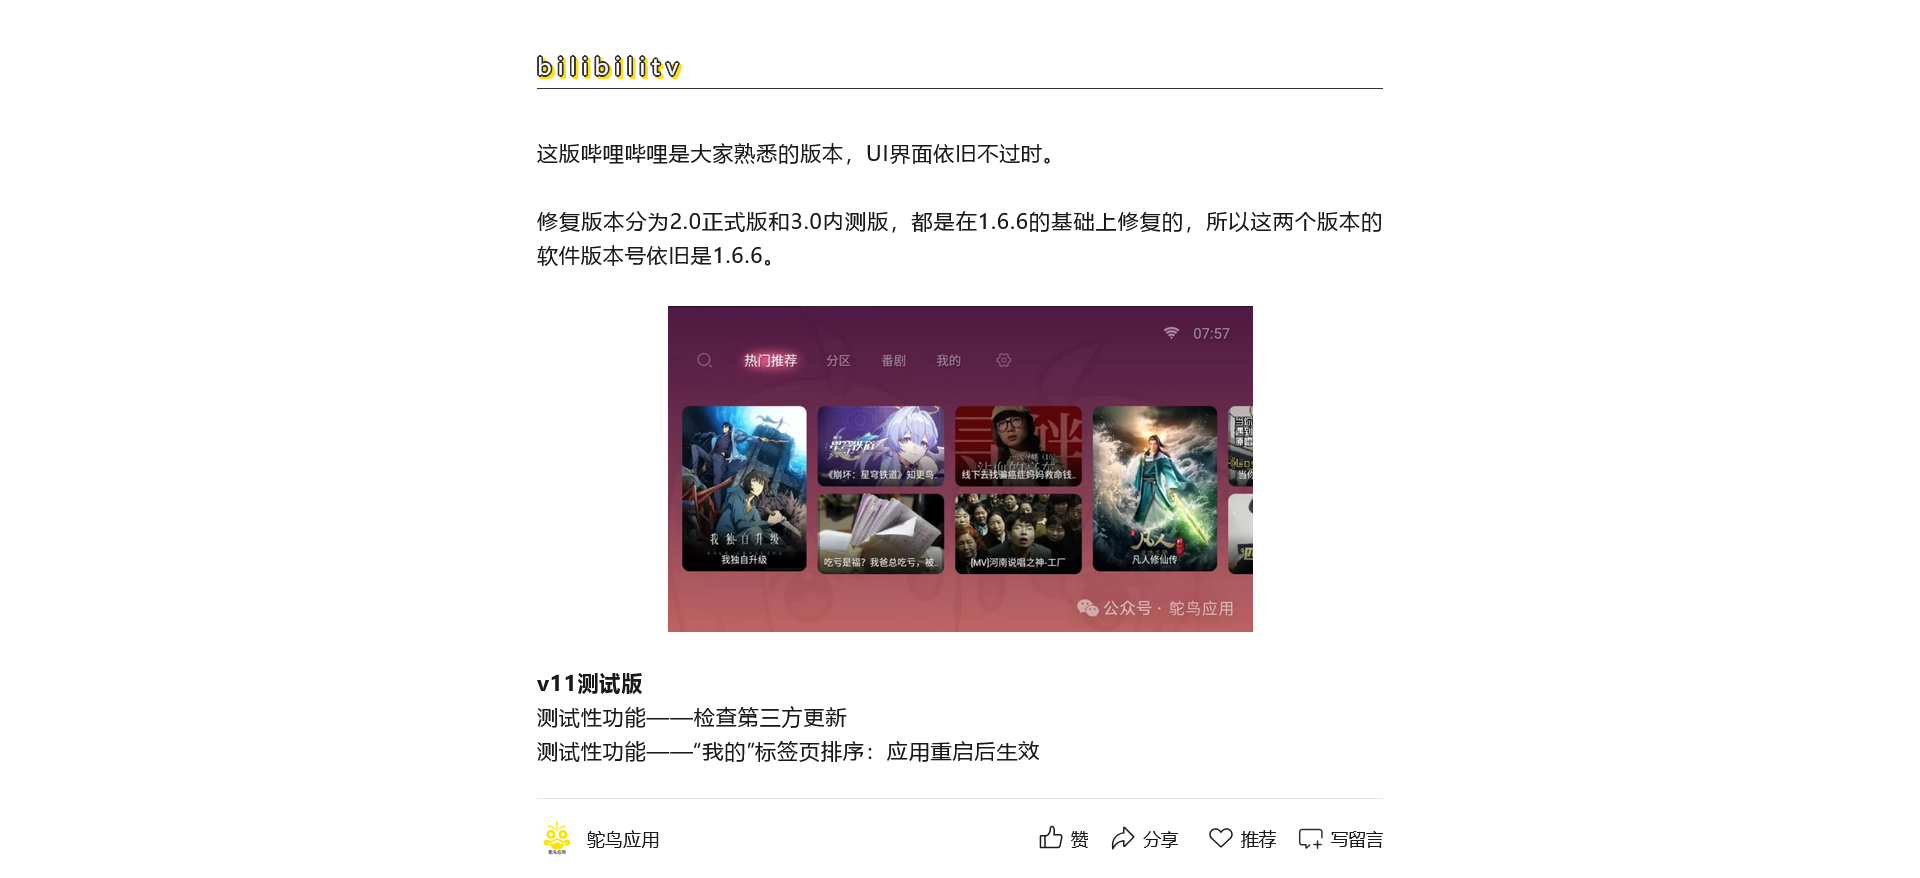 bilibilitv
这版哔哩哔哩是大家熟悉的版本，UI界面依旧不过时。
修复版本分为2.0正式版和3.0内测版，都是在1.6.6的基础上修复的，所以这两个版本的
软件版本号依旧是1.6.6。
07:57
热门推荐 分区 番剧 我的
我独自升级
我独自升级
《崩坏：星穹铁道》知更鸟..
线下去找骗癌症妈妈救命钱..
凡人
凡人修仙传
吃亏是福？我爸总吃亏，被..
[MV]河南说唱之神-工厂
公众号 · 鸵鸟应用
v11测试版
测试性功能——检查第三方更新
测试性功能——“我的”标签页排序：应用重启后生效
鸵鸟应用 赞 分享 推荐 写留言